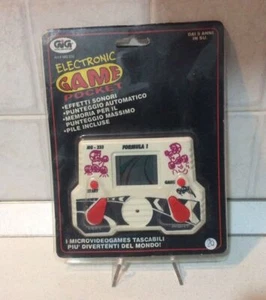 GiG
DAI 5 ANNI
IN SU
ELECTRONIC
GAME
POCKET
•EFFETTI SONORI
•PUNTEGGIO AUTOMATICO
•MEMORIA PER IL
PUNTEGGIO MASSIMO
•PILE INCLUSE
FORMULA 1
I MICROVIDEOGAMES TASCABILI
PIU' DIVERTENTI DEL MONDO!